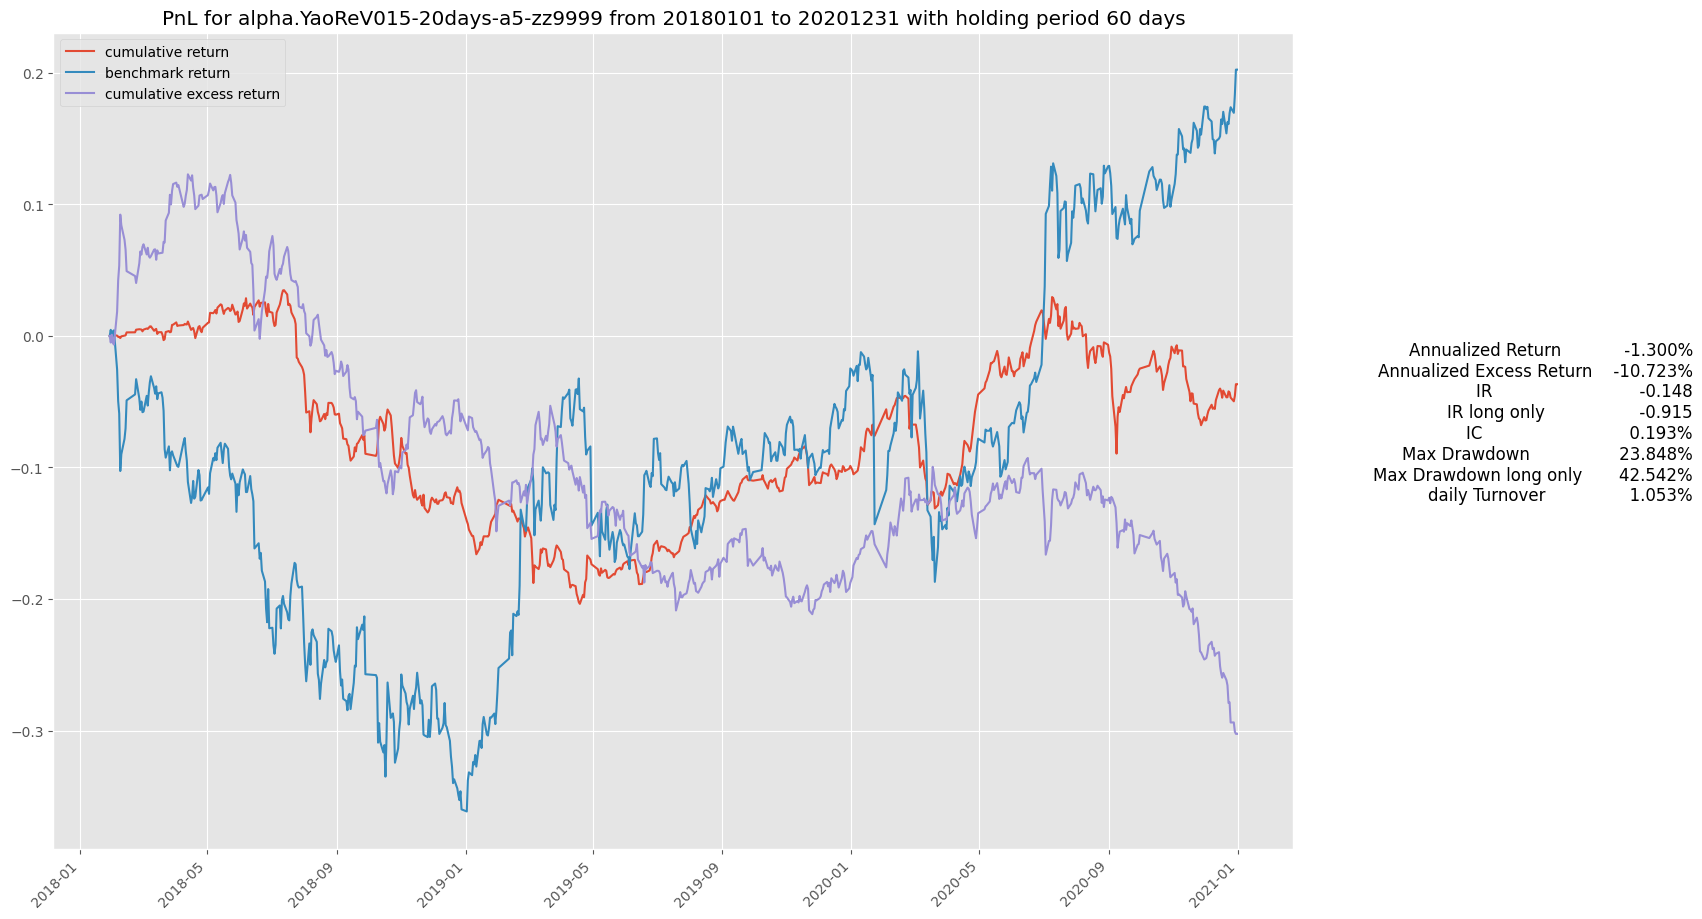 PnL for alpha.YaoReV015-20days-a5-zz9999 from 20180101 to 20201231 with holding period 60 days
cumulative return
benchmark return
cumulative excess return
0.2
0.1
0.0
−0.1
−0.2
−0.3
2018-01
2018-05
2018-09
2019-01
2019-05
2019-09
2020-01
2020-05
2020-09
2021-01
Annualized Return -1.300%
Annualized Excess Return -10.723%
IR -0.148
IR long only -0.915
IC 0.193%
Max Drawdown 23.848%
Max Drawdown long only 42.542%
daily Turnover 1.053%